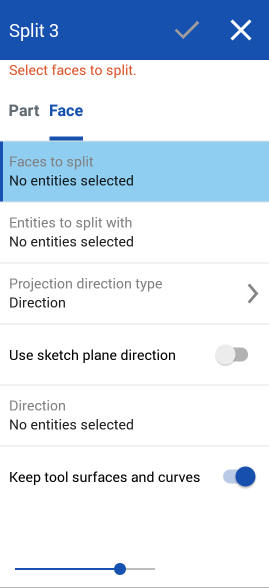 Split 3
Select faces to split.
Part Face
Faces to split
No entities selected
Entities to split with
No entities selected
Projection direction type
Direction
Use sketch plane direction
Direction
No entities selected
Keep tool surfaces and curves